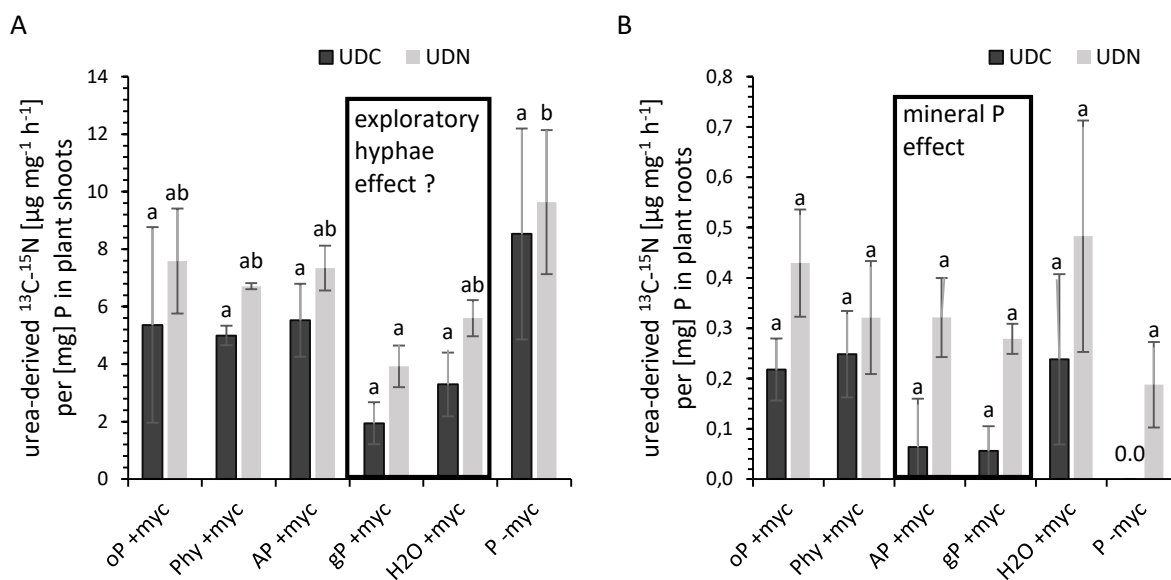 A
UDC UDN
urea-derived ¹³C-¹⁵N [µg mg⁻¹ h⁻¹]
per [mg] P in plant shoots
14
12
10
8
6
4
2
0
exploratory
hyphae
effect ?
a ab
a ab
a ab
a a
a ab
a b
oP +myc
Phy +myc
AP +myc
gP +myc
H2O +myc
P -myc
B
UDC UDN
urea-derived ¹³C-¹⁵N [µg mg⁻¹ h⁻¹]
per [mg] P in plant roots
0,8
0,7
0,6
0,5
0,4
0,3
0,2
0,1
0,0
mineral P
effect
a a
a a
a a
a a
a a
0.0 a
oP +myc
Phy +myc
AP +myc
gP +myc
H2O +myc
P -myc